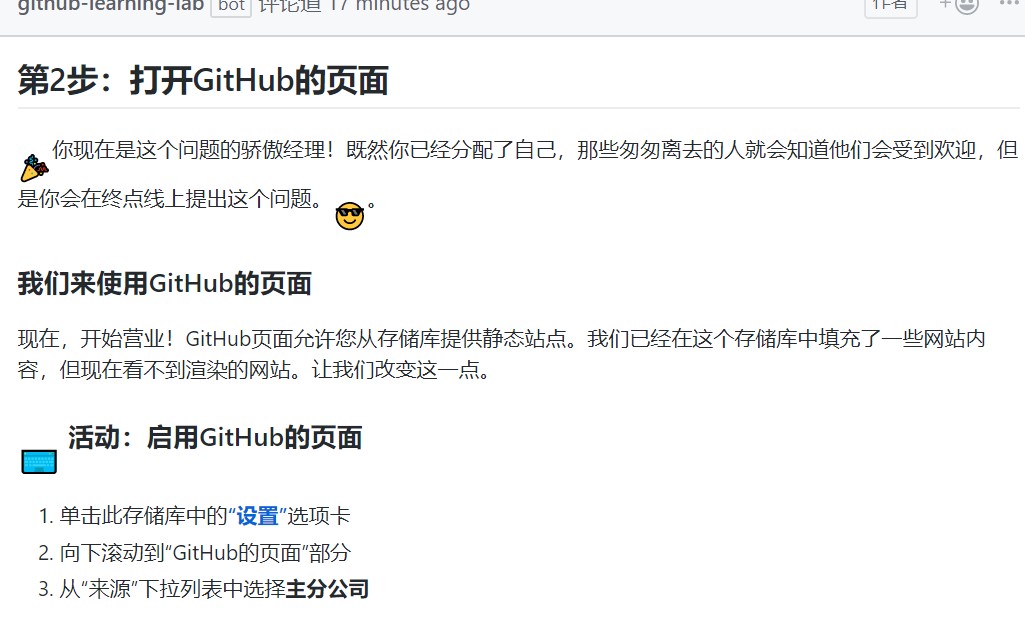 github-learning-lab bot 评论道 17 minutes ago 作者
第2步：打开GitHub的页面
你现在是这个问题的骄傲经理！既然你已经分配了自己，那些匆匆离去的人就会知道他们会受到欢迎，但
是你会在终点线上提出这个问题。 。
我们来使用GitHub的页面
现在，开始营业！GitHub页面允许您从存储库提供静态站点。我们已经在这个存储库中填充了一些网站内
容，但现在看不到渲染的网站。让我们改变这一点。
活动：启用GitHub的页面
1. 单击此存储库中的“设置”选项卡
2. 向下滚动到“GitHub的页面”部分
3. 从“来源”下拉列表中选择主分公司